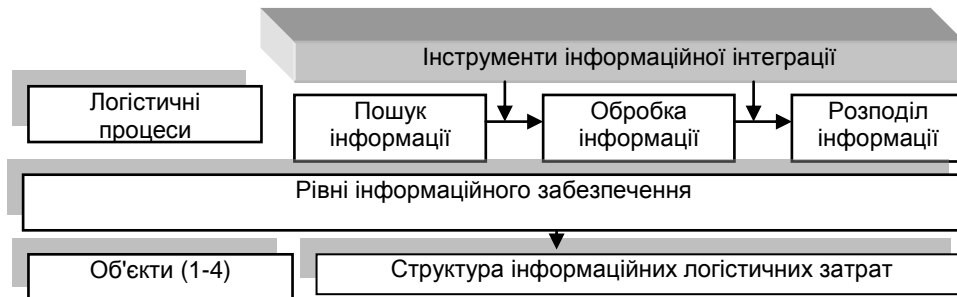 Інструменти інформаційної інтеграції
Логістичні
процеси
Пошук
інформації
Обробка
інформації
Розподіл
інформації
Рівні інформаційного забезпечення
Об'єкти (1-4)
Структура інформаційних логістичних затрат